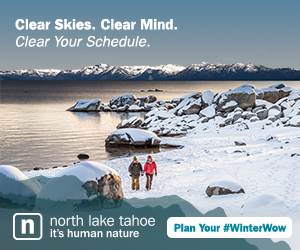 Clear Skies. Clear Mind.
Clear Your Schedule.
n
north lake tahoe
it's human nature
Plan Your #WinterWow